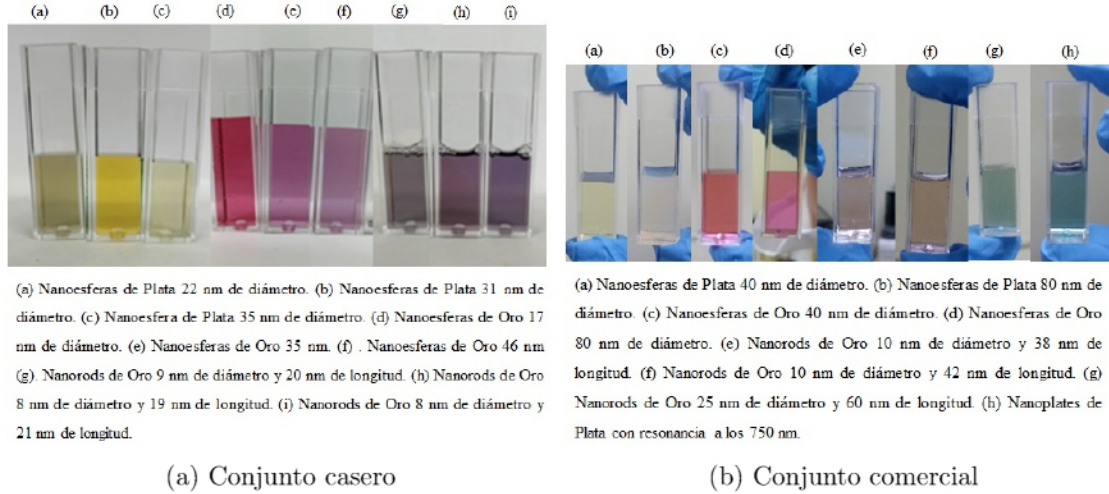 (a) (b) (c) (d) (e) (f) (g) (h) (i)
(a) Nanoesferas de Plata 22 nm de diámetro. (b) Nanoesferas de Plata 31 nm de
diámetro. (c) Nanoesfera de Plata 35 nm de diámetro. (d) Nanoesferas de Oro 17
nm de diámetro. (e) Nanoesferas de Oro 35 nm. (f) . Nanoesferas de Oro 46 nm
(g). Nanorods de Oro 9 nm de diámetro y 20 nm de longitud. (h) Nanorods de Oro
8 nm de diámetro y 19 nm de longitud. (i) Nanorods de Oro 8 nm de diámetro y
21 nm de longitud.
(a) Conjunto casero
(a) (b) (c) (d) (e) (f) (g) (h)
(a) Nanoesferas de Plata 40 nm de diámetro. (b) Nanoesferas de Plata 80 nm de
diámetro. (c) Nanoesferas de Oro 40 nm de diámetro. (d) Nanoesferas de Oro
80 nm de diámetro. (e) Nanorods de Oro 10 nm de diámetro y 38 nm de
longitud. (f) Nanorods de Oro 10 nm de diámetro y 42 nm de longitud. (g)
Nanorods de Oro 25 nm de diámetro y 60 nm de longitud. (h) Nanoplates de
Plata con resonancia a los 750 nm.
(b) Conjunto comercial